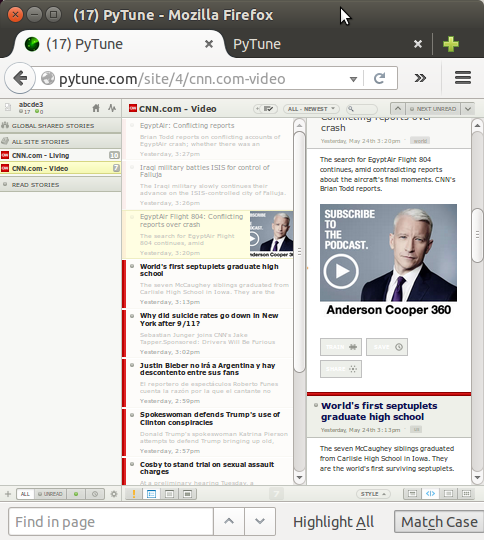 (17) PyTune - Mozilla Firefox
(17) PyTune
PyTune
pytune.com/site/4/cnn.com-video
abcde3
17 0
CNN.com - Video
ALL · NEWEST
NEXT UNREAD
GLOBAL SHARED STORIES
ALL SITE STORIES
CNN.com - Living 10
CNN.com - Video 7
READ STORIES
EgyptAir: Conflicting reports
Brian Todd reports on conflicting accounts of
EgyptAir crash; whether there was an
Yesterday, 3:27pm
Iraqi military battles ISIS for control of
Falluja
The Iraqi military slowly continues their
advance on the ISIS-controlled city of Falluja.
Yesterday, 3:26pm
EgyptAir Flight 804: Conflicting
reports over crash
The search for EgyptAir Flight
804 continues, amid
Yesterday, 3:20pm
World's first septuplets graduate high
school
The seven McCaughey siblings graduated from
Carlisle High School in Iowa. They are the
Yesterday, 3:13pm
Why did suicide rates go down in New
York after 9/11?
Sebastian Junger joins CNN's Jake
Tapper.Sponsored: Drivers Will Be Furious
Yesterday, 3:02pm
Justin Bieber no irá a Argentina y hay
descontento entre sus fans
El reportero de espectáculos Roberto Funes
cuenta la razón por la que el cantante no
Yesterday, 2:59pm
Spokeswoman defends Trump's use of
Clinton conspiracies
Donald Trump's spokeswoman Katrina Pierson
attempts to defend Trump bringing up old,
Yesterday, 2:57pm
Cosby to stand trial on sexual assault
charges
At a preliminary hearing Tuesday, a
Conflicting reports over
crash
Yesterday, May 24th 3:20pm world
The search for EgyptAir Flight 804
continues, amid contradicting reports
about the aircraft's final moments. CNN's
Brian Todd reports.
SUBSCRIBE
TO THE
PODCAST.
Anderson Cooper 360
TRAIN
SAVE
World's first septuplets
graduate high school
Yesterday, May 24th 3:13pm us
The seven McCaughey siblings graduated
from Carlisle High School in Iowa. They
are the world's first surviving septuplets.
ALL UNREAD
STYLE
Find in page
Highlight All
Match Case